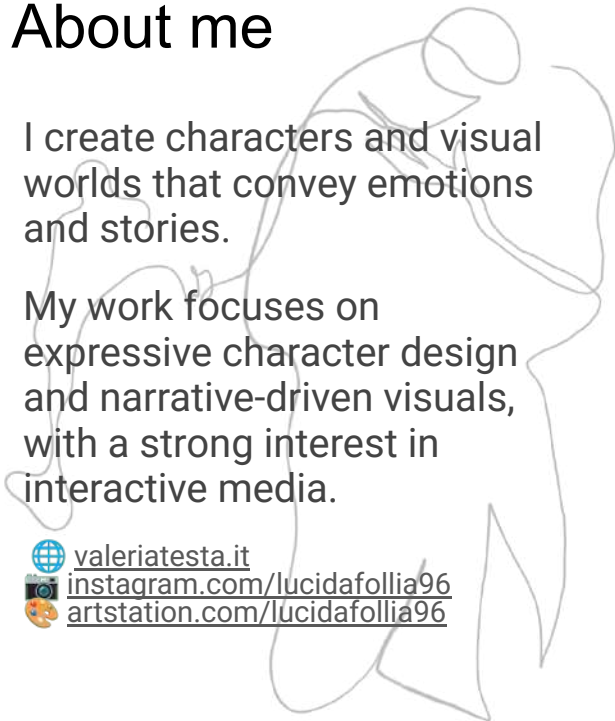 About me
I create characters and visual
worlds that convey emotions
and stories.
My work focuses on
expressive character design
and narrative-driven visuals,
with a strong interest in
interactive media.
valeriatesta.it
instagram.com/lucidafollia96
artstation.com/lucidafollia96